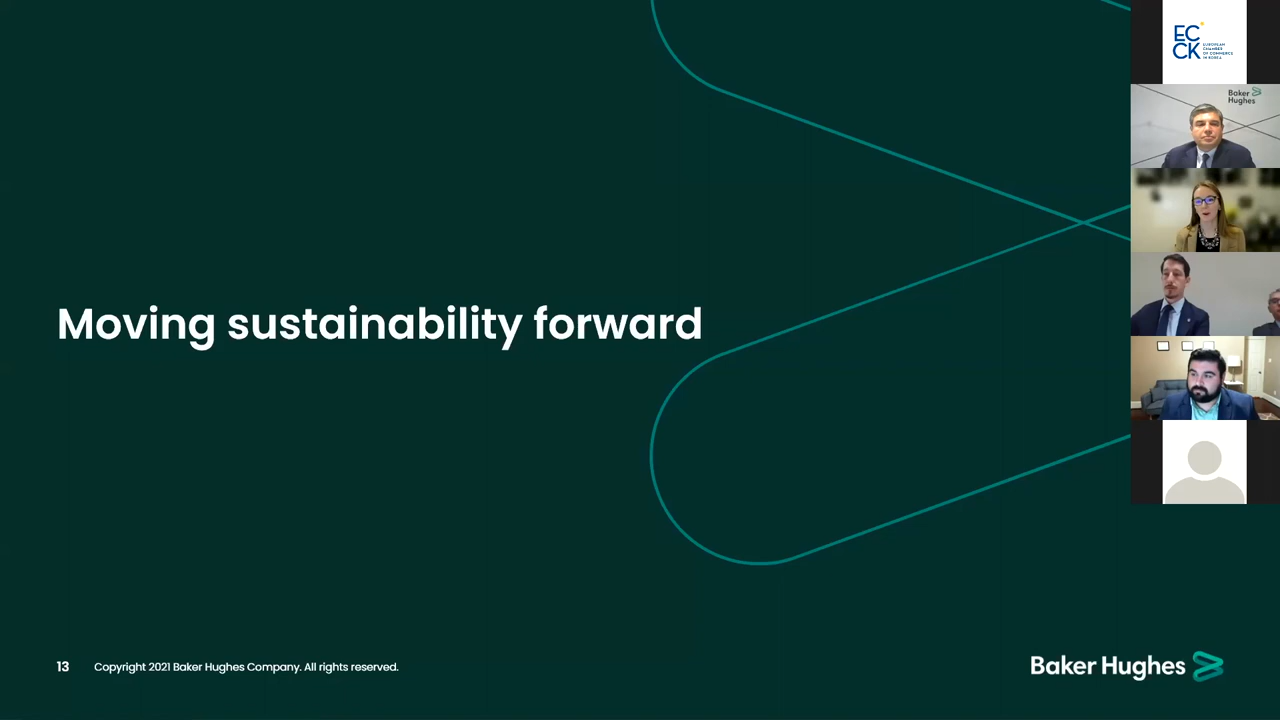 Moving sustainability forward
13
Copyright 2021 Baker Hughes Company. All rights reserved.
Baker Hughes
EC
CK
EUROPEAN
CHAMBER
OF COMMERCE
IN KOREA
Baker
Hughes